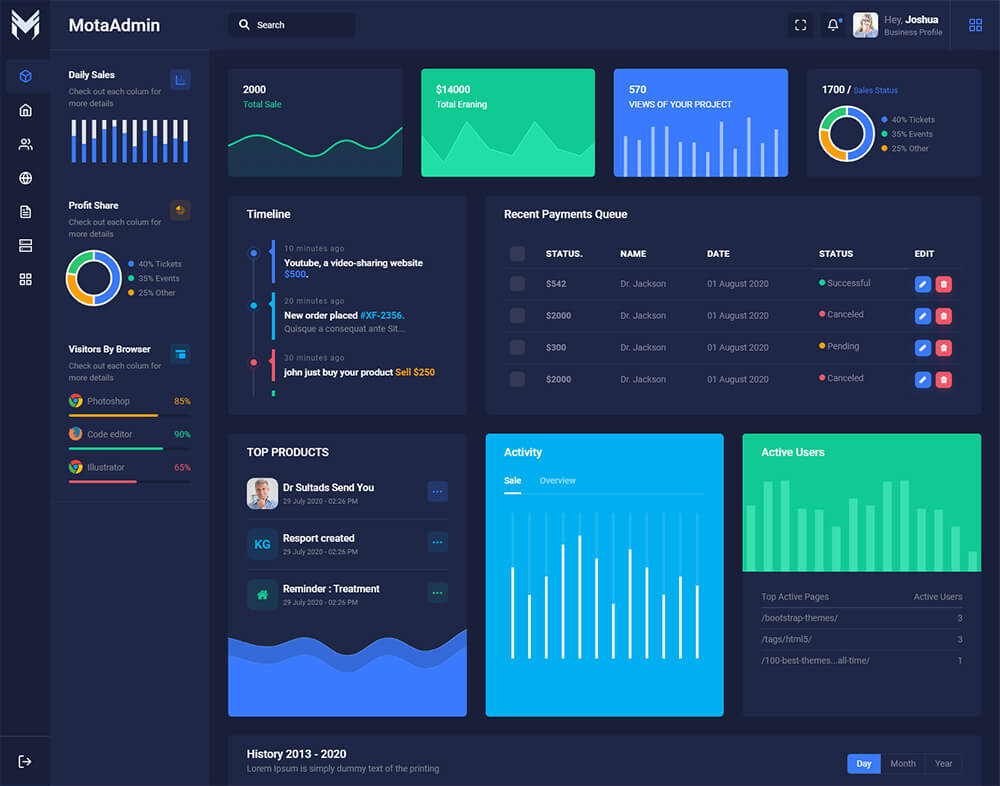 MotaAdmin
Search
Hey, Joshua
Business Profile
Daily Sales
Check out each colum for
more details
Profit Share
Check out each colum for
more details
40% Tickets
35% Events
25% Other
Visitors By Browser
Check out each colum for
more details
Photoshop 85%
Code editor 90%
Illustrator 65%
2000
Total Sale
$14000
Total Eraning
570
VIEWS OF YOUR PROJECT
1700 / Sales Status
40% Tickets
35% Events
25% Other
Timeline
10 minutes ago
Youtube, a video-sharing website
$500.
20 minutes ago
New order placed #XF-2356.
Quisque a consequat ante Sit...
30 minutes ago
john just buy your product Sell $250
Recent Payments Queue
STATUS. NAME DATE STATUS EDIT
$542 Dr. Jackson 01 August 2020 Successful
$2000 Dr. Jackson 01 August 2020 Canceled
$300 Dr. Jackson 01 August 2020 Pending
$2000 Dr. Jackson 01 August 2020 Canceled
TOP PRODUCTS
Dr Sultads Send You
29 July 2020 - 02:26 PM
KG
Resport created
29 July 2020 - 02:26 PM
Reminder : Treatment
29 July 2020 - 02:26 PM
Activity
Sale Overview
Active Users
Top Active Pages Active Users
/bootstrap-themes/ 3
/tags/html5/ 3
/100-best-themes...all-time/ 1
History 2013 - 2020
Lorem Ipsum is simply dummy text of the printing
Day Month Year